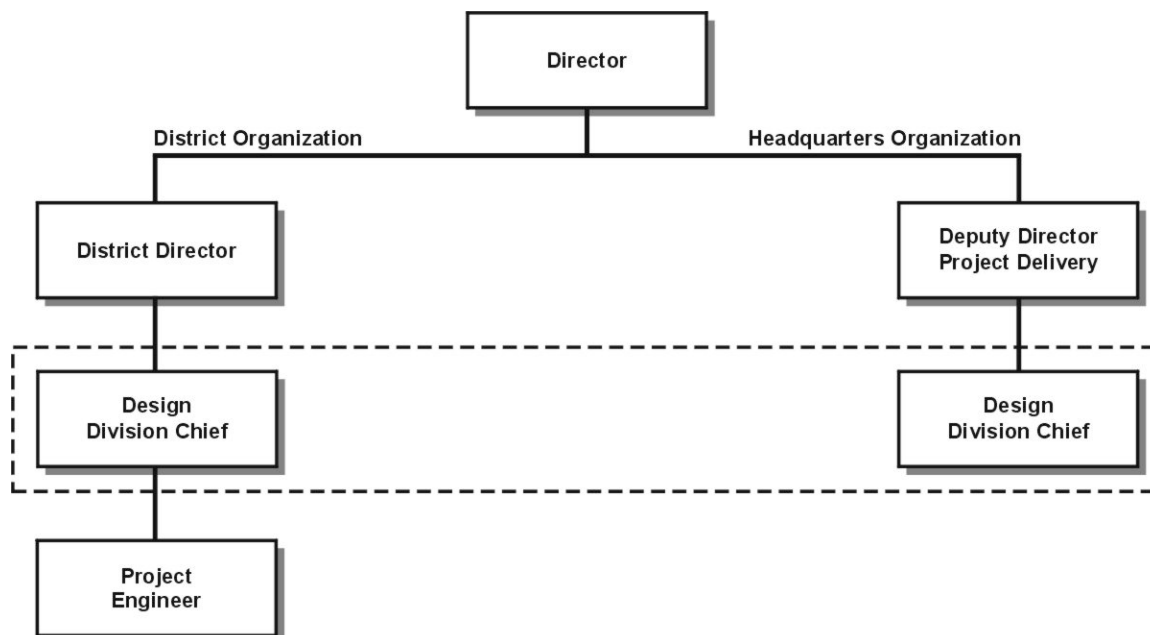 Director
District Organization
Headquarters Organization
District Director
Deputy Director
Project Delivery
Design
Division Chief
Design
Division Chief
Project
Engineer